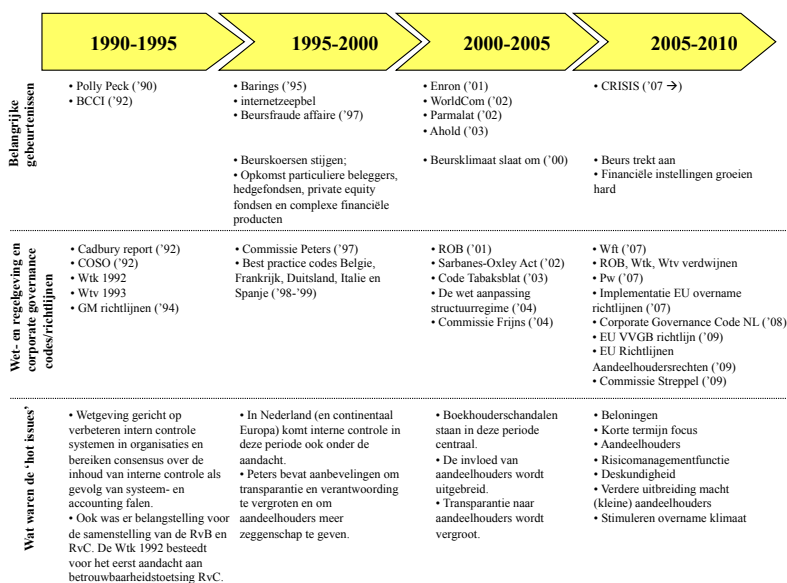 1990-1995
1995-2000
2000-2005
2005-2010
Belangrijke
gebeurtenissen
• Polly Peck (’90)
• BCCI (’92)
• Barings (’95)
• internetzeepbel
• Beursfraude affaire (’97)
• Beurskoersen stijgen;
• Opkomst particuliere beleggers,
hedgefondsen, private equity
fondsen en complexe financiële
producten
• Enron (’01)
• WorldCom (’02)
• Parmalat (’02)
• Ahold (’03)
• Beursklimaat slaat om (’00)
• CRISIS (’07 →)
• Beurs trekt aan
• Financiële instellingen groeien
hard
Wet- en regelgeving en
corporate governance
codes/richtlijnen
• Cadbury report (’92)
• COSO (’92)
• Wtk 1992
• Wtv 1993
• GM richtlijnen (’94)
• Commissie Peters (’97)
• Best practice codes Belgie,
Frankrijk, Duitsland, Italie en
Spanje (’98-’99)
• ROB (’01)
• Sarbanes-Oxley Act (’02)
• Code Tabaksblat (’03)
• De wet aanpassing
structuurregime (’04)
• Commissie Frijns (’04)
• Wft (’07)
• ROB, Wtk, Wtv verdwijnen
• Pw (’07)
• Implementatie EU overname
richtlijnen (’07)
• Corporate Governance Code NL (’08)
• EU VVGB richtlijn (’09)
• EU Richtlijnen
Aandeelhoudersrechten (’09)
• Commissie Streppel (’09)
Wat waren de ‘hot issues’
• Wetgeving gericht op
verbeteren intern controle
systemen in organisaties en
bereiken consensus over de
inhoud van interne controle als
gevolg van systeem- en
accounting falen.
• Ook was er belangstelling voor
de samenstelling van de RvB en
RvC. De Wtk 1992 besteedt
voor het eerst aandacht aan
betrouwbaarheidstoetsing RvC.
• In Nederland (en continentaal
Europa) komt interne controle in
deze periode ook onder de
aandacht.
• Peters bevat aanbevelingen om
transparantie en verantwoording
te vergroten en om
aandeelhouders meer
zeggenschap te geven.
• Boekhouderschandalen
staan in deze periode
centraal.
• De invloed van
aandeelhouders wordt
uitgebreid.
• Transparantie naar
aandeelhouders wordt
vergroot.
• Beloningen
• Korte termijn focus
• Aandeelhouders
• Risicomanagementfunctie
• Deskundigheid
• Verdere uitbreiding macht
(kleine) aandeelhouders
• Stimuleren overname klimaat